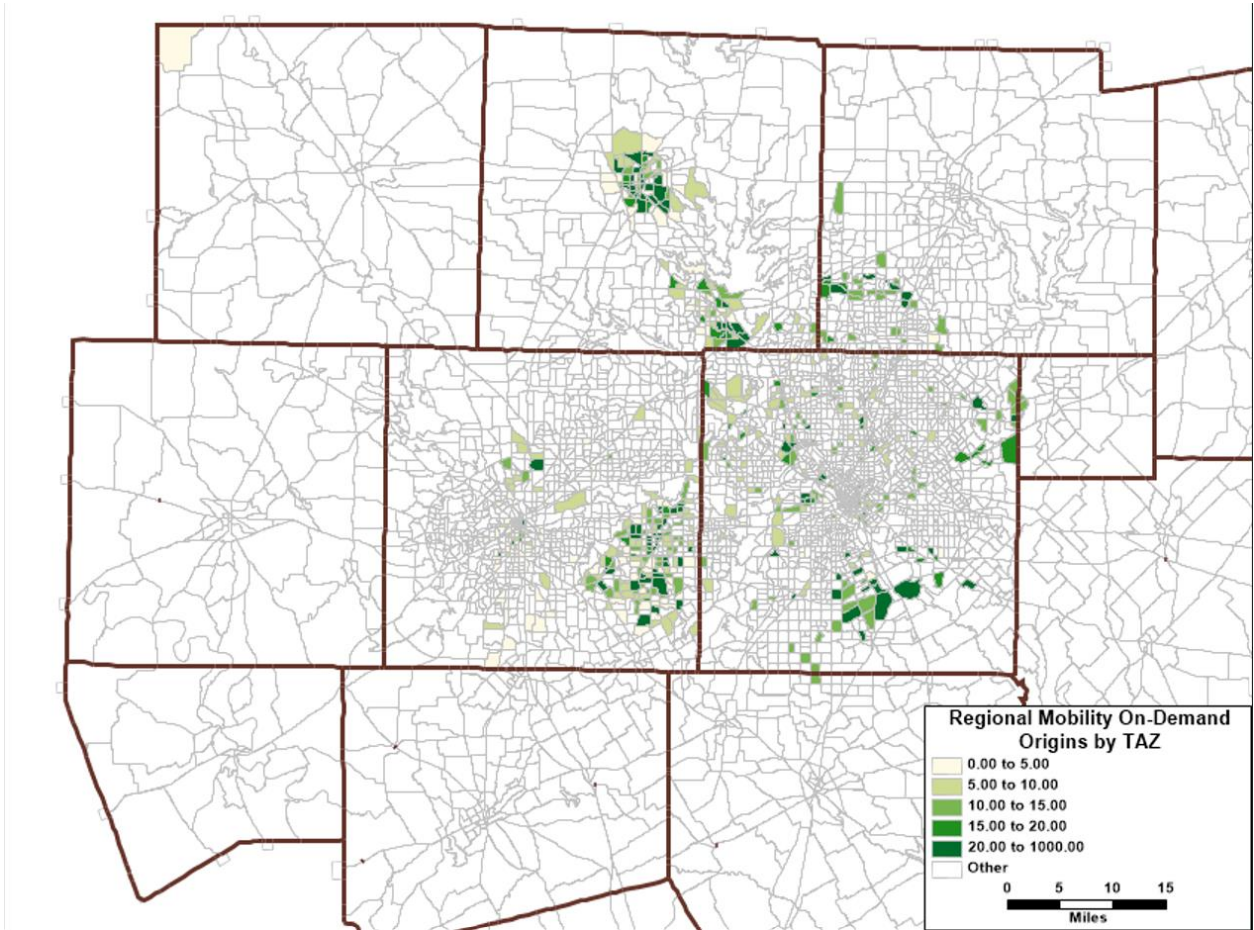 Regional Mobility On-Demand
Origins by TAZ
0.00 to 5.00
5.00 to 10.00
10.00 to 15.00
15.00 to 20.00
20.00 to 1000.00
Other
0 5 10 15
Miles